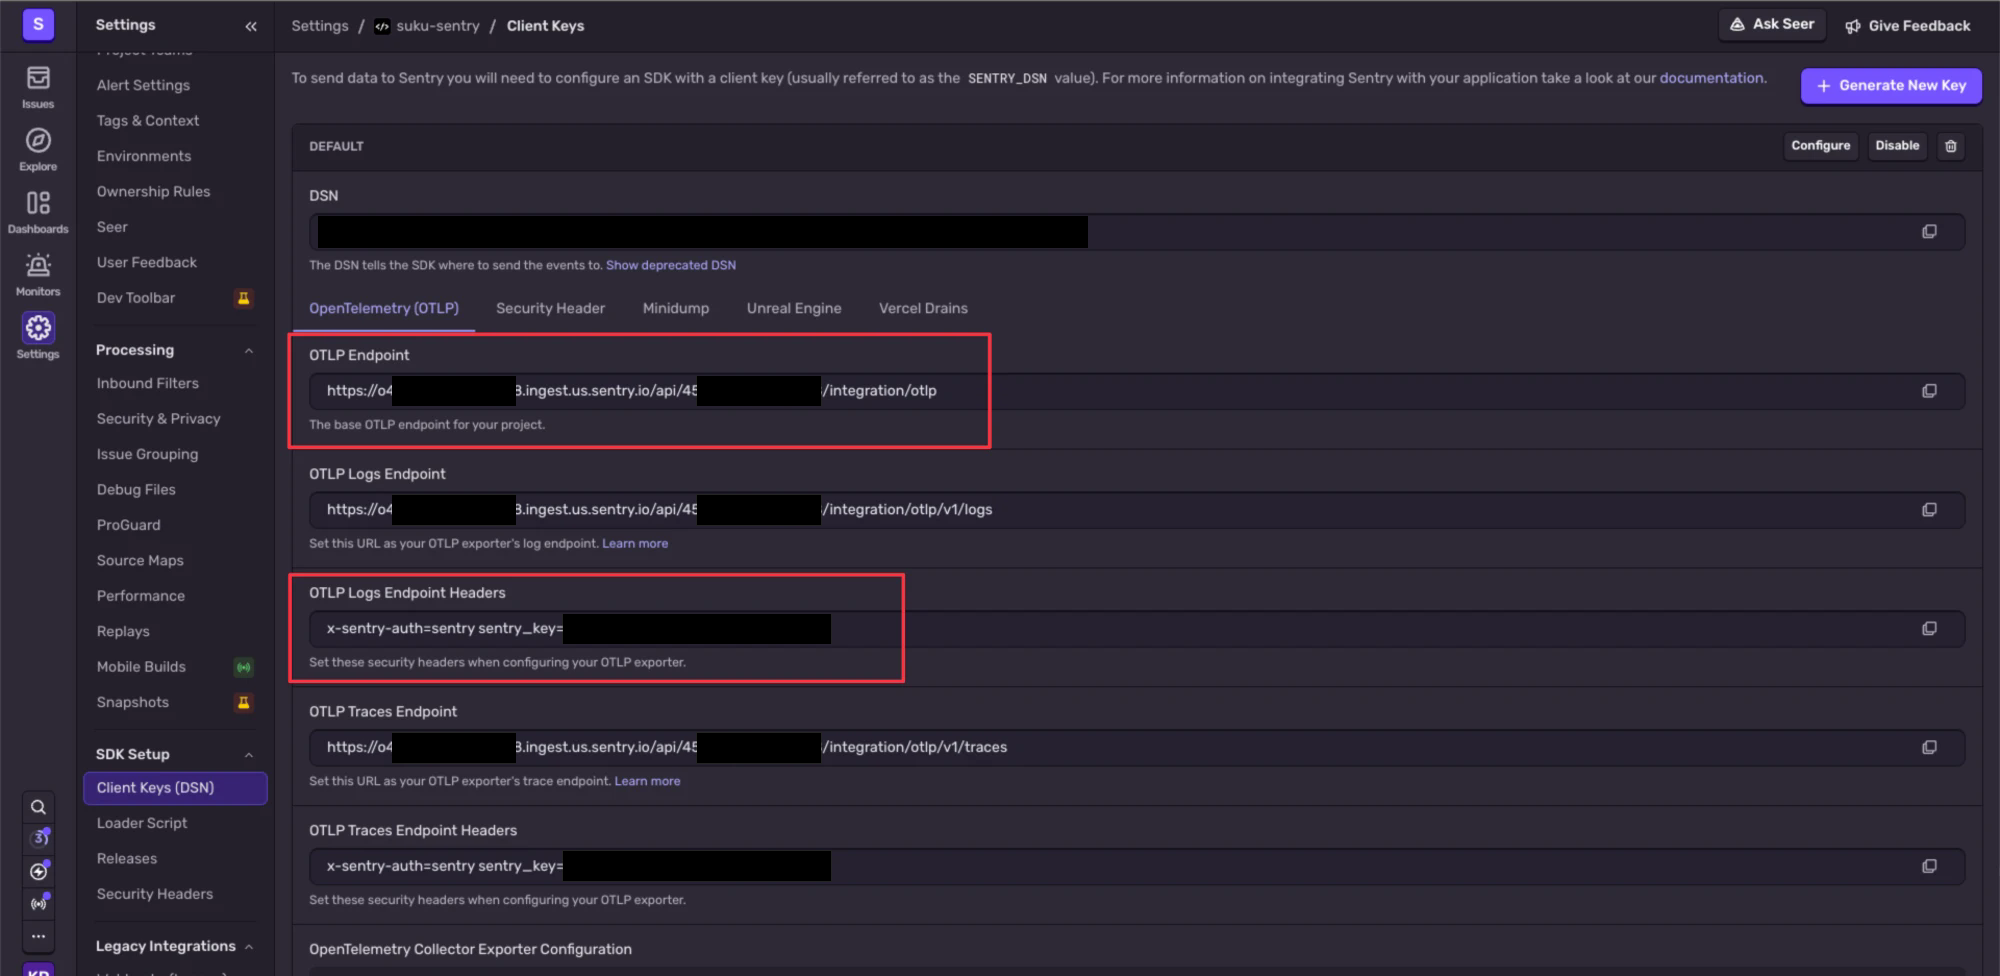 S
Issues
Explore
Dashboards
Monitors
Settings
3
Settings
Project Teams
Alert Settings
Tags & Context
Environments
Ownership Rules
Seer
User Feedback
Dev Toolbar
Processing
Inbound Filters
Security & Privacy
Issue Grouping
Debug Files
ProGuard
Source Maps
Performance
Replays
Mobile Builds
Snapshots
SDK Setup
Client Keys (DSN)
Loader Script
Releases
Security Headers
Legacy Integrations
Settings / suku-sentry / Client Keys
Ask Seer
Give Feedback
To send data to Sentry you will need to configure an SDK with a client key (usually referred to as the SENTRY_DSN value). For more information on integrating Sentry with your application take a look at our documentation.
+ Generate New Key
DEFAULT
Configure
Disable
DSN
The DSN tells the SDK where to send the events to. Show deprecated DSN
OpenTelemetry (OTLP) Security Header Minidump Unreal Engine Vercel Drains
OTLP Endpoint
https://o4 8.ingest.us.sentry.io/api/45 /integration/otlp
The base OTLP endpoint for your project.
OTLP Logs Endpoint
https://o4 8.ingest.us.sentry.io/api/45 /integration/otlp/v1/logs
Set this URL as your OTLP exporter's log endpoint. Learn more
OTLP Logs Endpoint Headers
x-sentry-auth=sentry sentry_key=
Set these security headers when configuring your OTLP exporter.
OTLP Traces Endpoint
https://o4 8.ingest.us.sentry.io/api/45 /integration/otlp/v1/traces
Set this URL as your OTLP exporter's trace endpoint. Learn more
OTLP Traces Endpoint Headers
x-sentry-auth=sentry sentry_key=
Set these security headers when configuring your OTLP exporter.
OpenTelemetry Collector Exporter Configuration